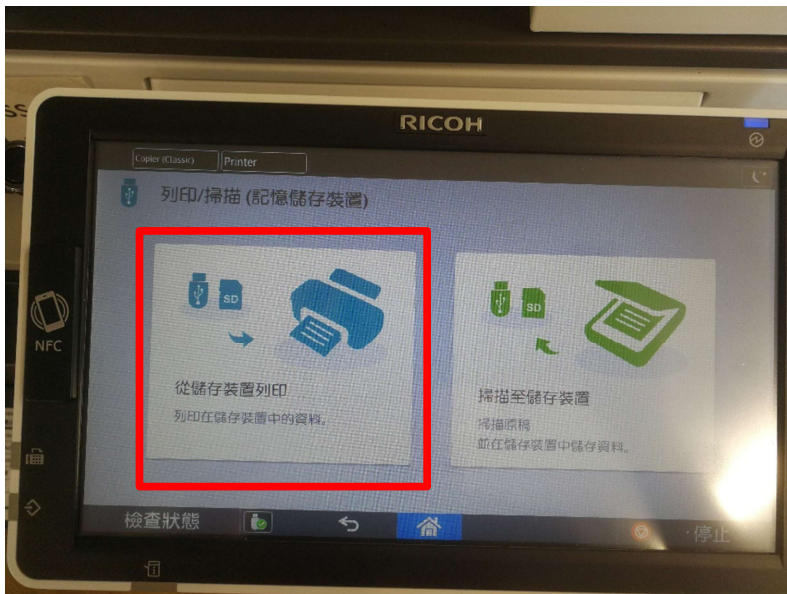 RICOH
Copier (Classic)
Printer
列印/掃描 (記憶儲存裝置)
SD
SD
從儲存裝置列印
列印在儲存裝置中的資料。
掃描至儲存裝置
掃描原稿
並在儲存裝置中儲存資料。
NFC
檢查狀態
停止